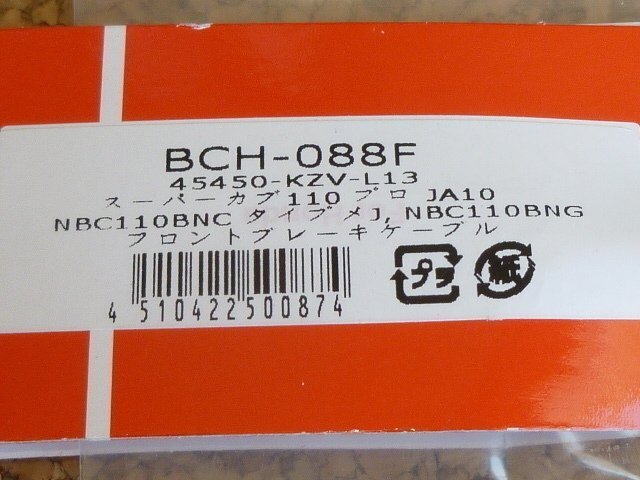 BCH-088F
45450-KZV-L13
スーパーカブ110 プロ JA10
NBC110BNC タイプメJ, NBC110BNG
フロントブレーキケーブル
4 510422 500874
プラ
紙